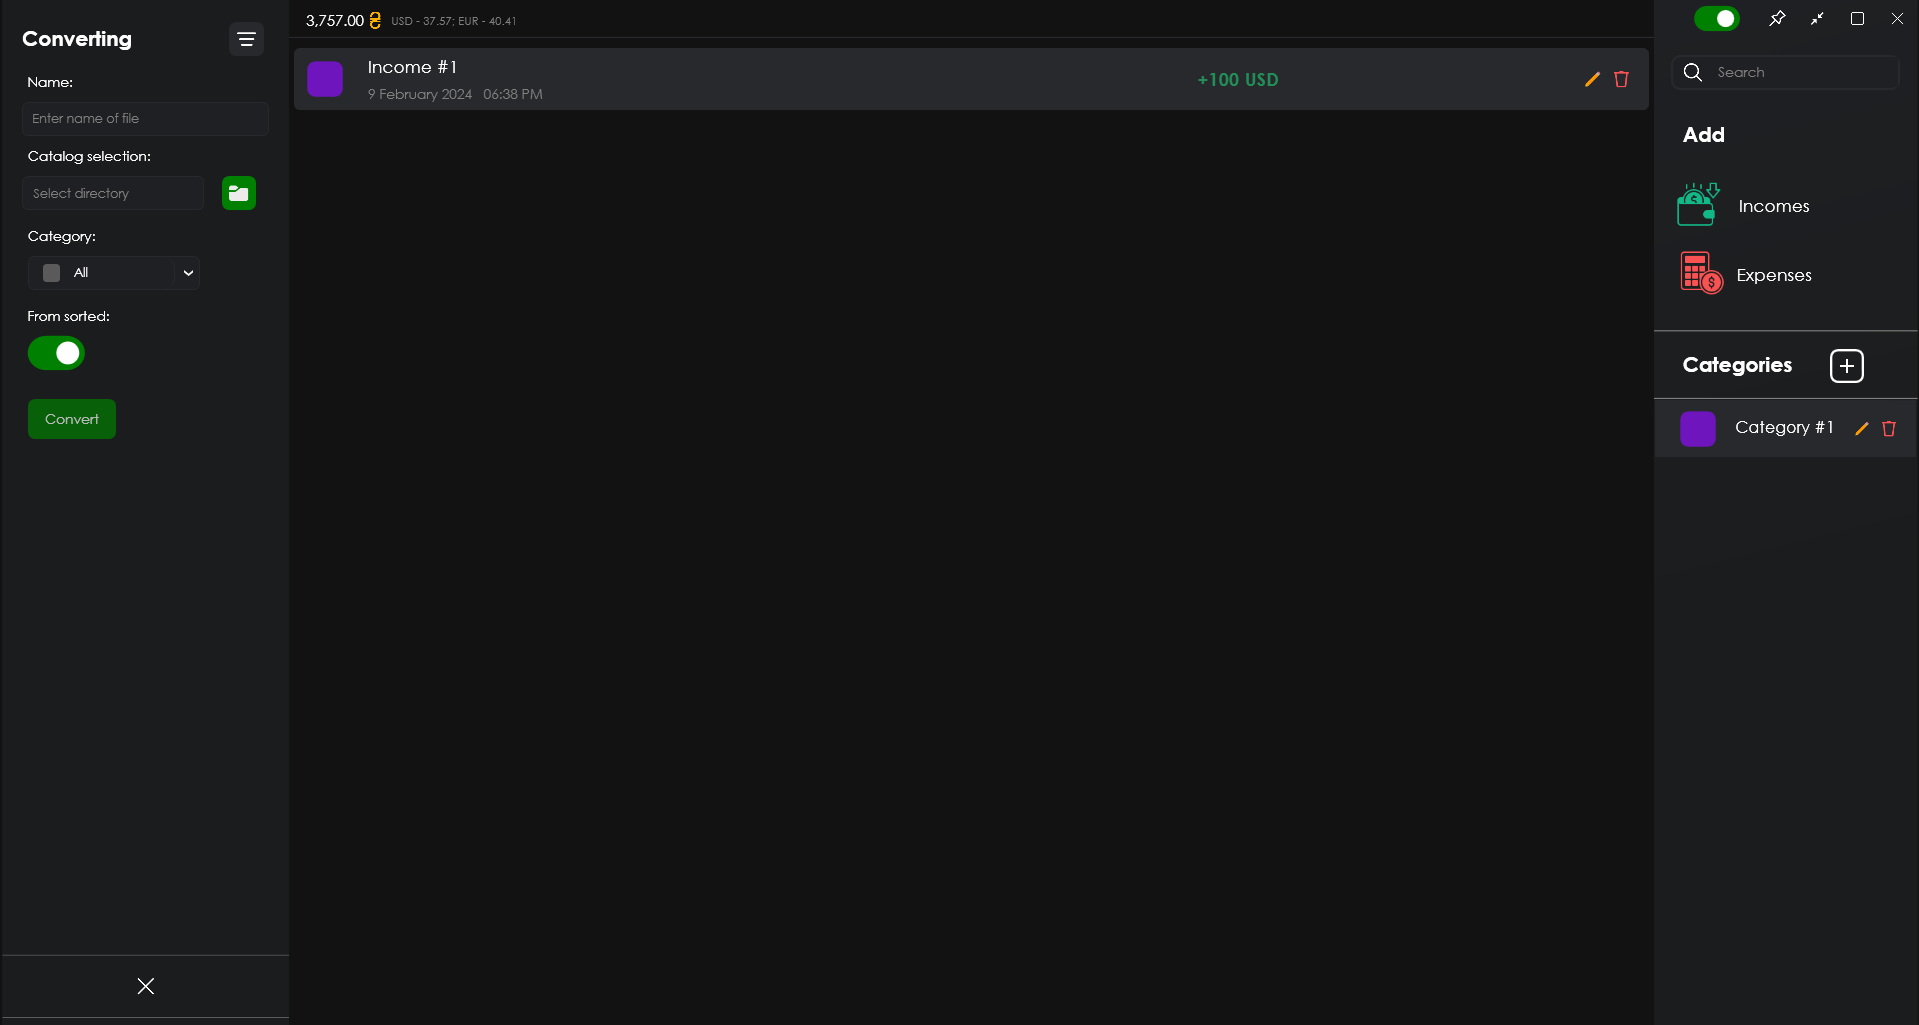 Converting
Name:
Enter name of file
Catalog selection:
Select directory
Category:
All
From sorted:
Convert
3,757.00 ₴ USD - 37.57; EUR - 40.41
Income #1
9 February 2024 06:38 PM
+100 USD
Search
Add
Incomes
Expenses
Categories
Category #1